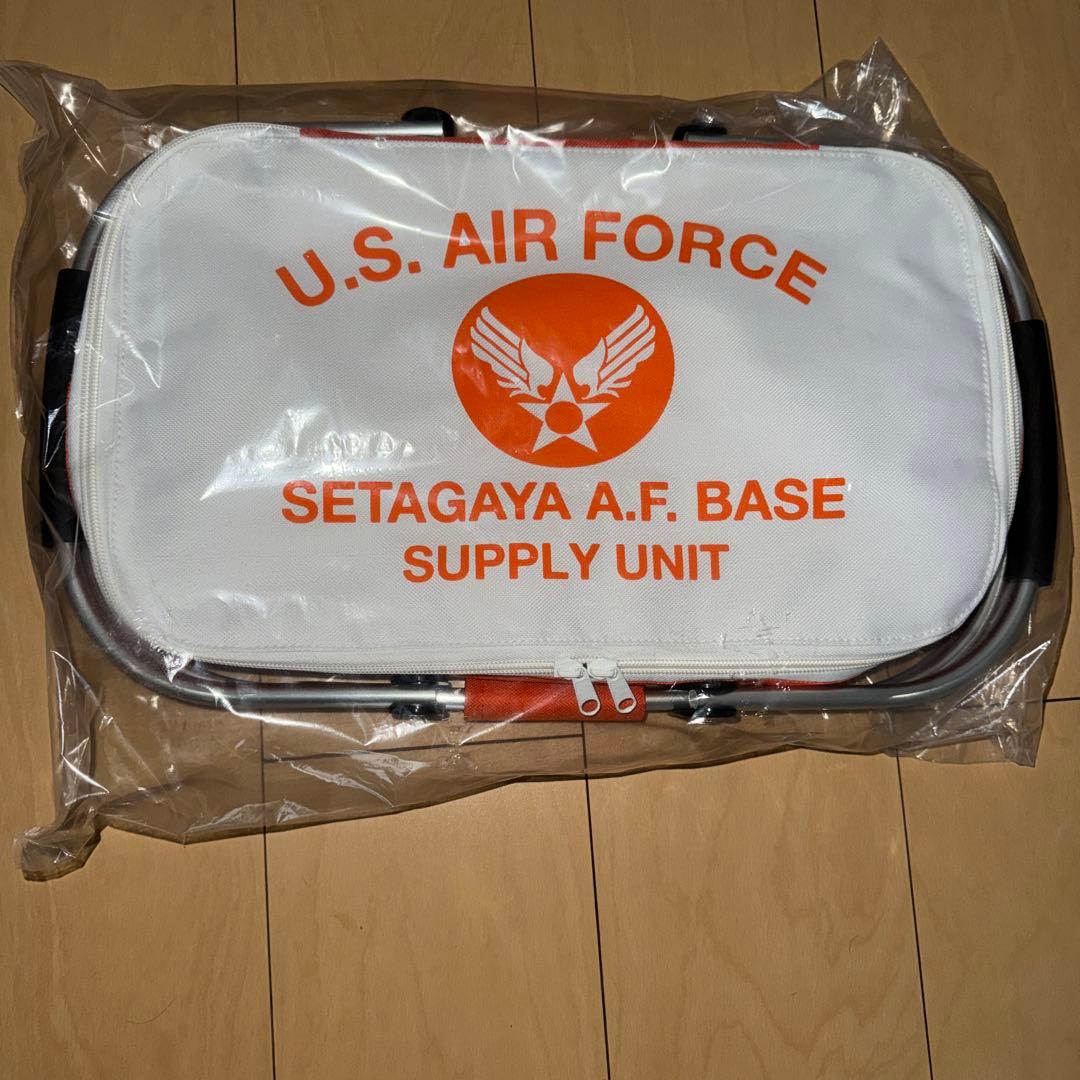 U.S. AIR FORCE
SETAGAYA A.F. BASE
SUPPLY UNIT